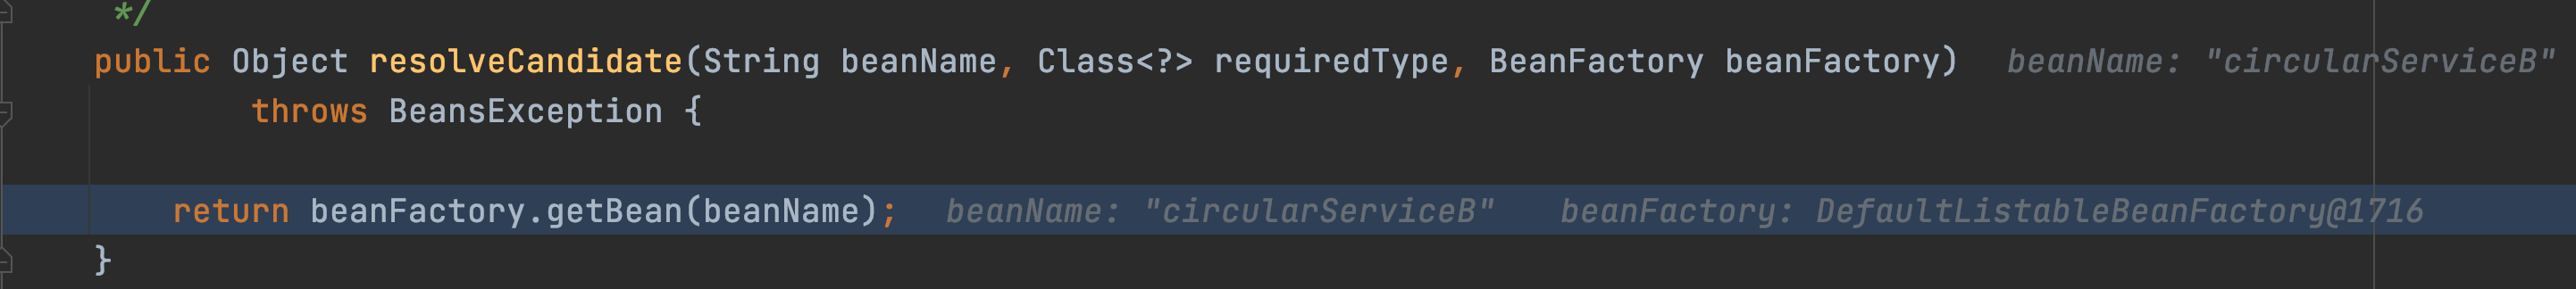 */
public Object resolveCandidate(String beanName, Class<?> requiredType, BeanFactory beanFactory) beanName: "circularServiceB"
throws BeansException {
return beanFactory.getBean(beanName); beanName: "circularServiceB" beanFactory: DefaultListableBeanFactory@1716
}